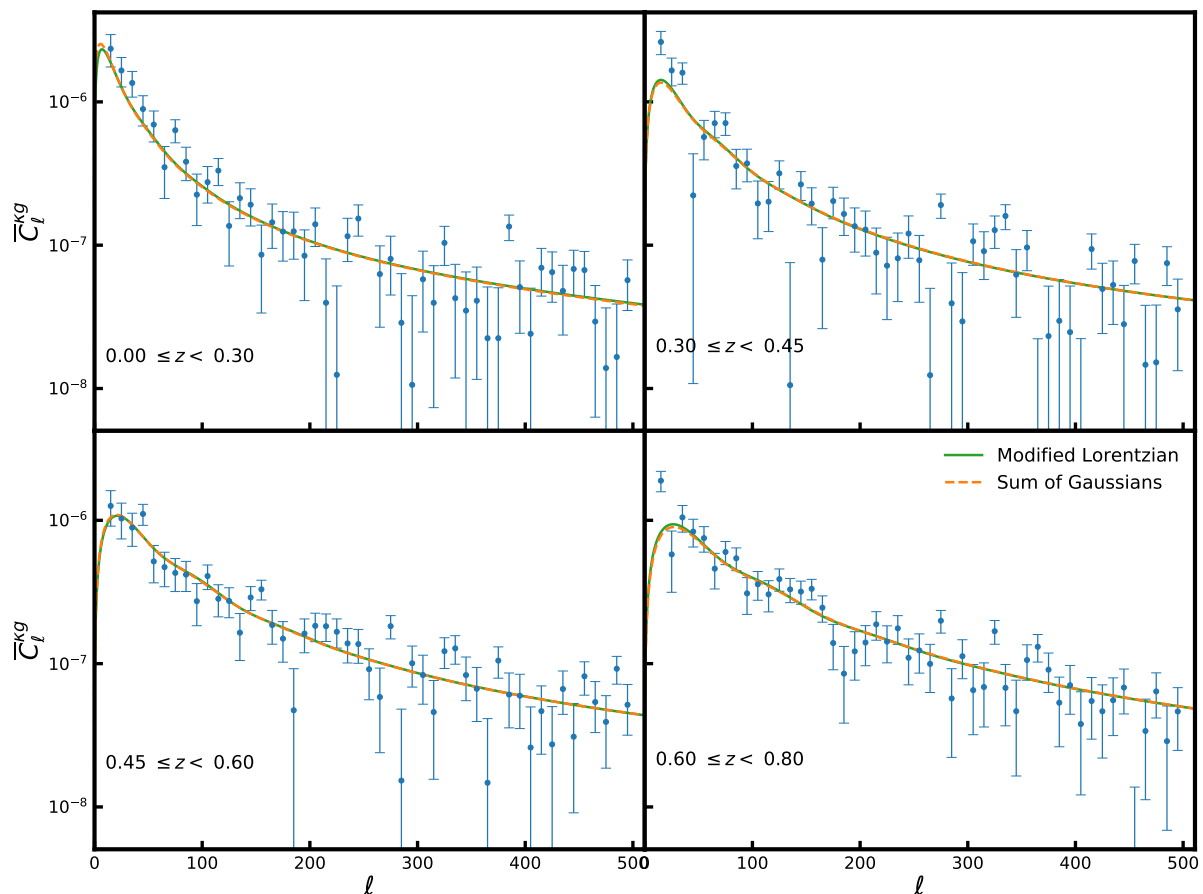 10⁻⁶
10⁻⁷
10⁻⁸
C̅ℓ^κg
0.00 ≤ z < 0.30
0.30 ≤ z < 0.45
10⁻⁶
10⁻⁷
10⁻⁸
C̅ℓ^κg
0.45 ≤ z < 0.60
Modified Lorentzian
Sum of Gaussians
0.60 ≤ z < 0.80
0 100 200 300 400 500 0 100 200 300 400 500
ℓ ℓ